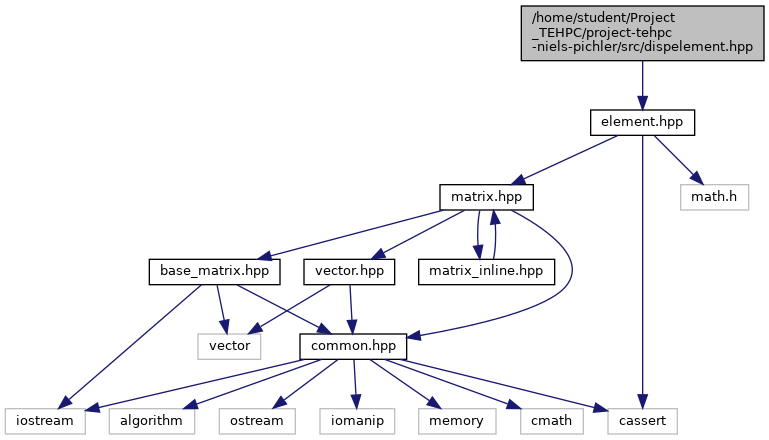 /home/student/Project
_TEHPC/project-tehpc
-niels-pichler/src/dispelement.hpp
element.hpp
matrix.hpp
math.h
base_matrix.hpp
vector.hpp
matrix_inline.hpp
vector
common.hpp
iostream
algorithm
ostream
iomanip
memory
cmath
cassert